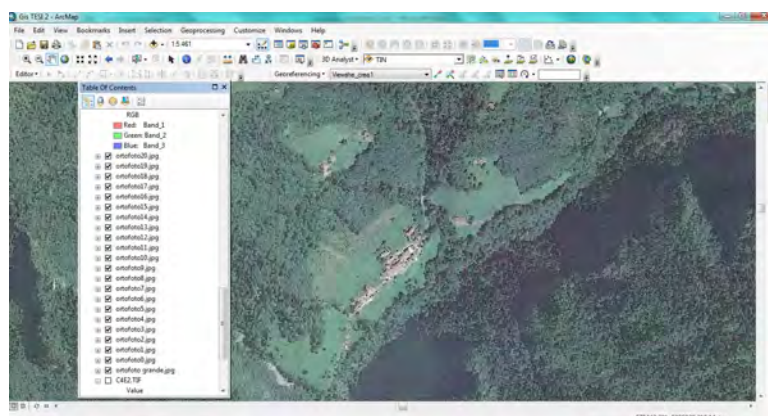 Gis TESI.2 - ArcMap
File Edit View Bookmarks Insert Selection Geoprocessing Customize Windows Help
1:5.461
3D Analyst TIN
Editor Georeferencing Viewshe_crea1
Table Of Contents
RGB
Red: Band_1
Green: Band_2
Blue: Band_3
ortofoto20.jpg
ortofoto19.jpg
ortofoto18.jpg
ortofoto17.jpg
ortofoto16.jpg
ortofoto15.jpg
ortofoto14.jpg
ortofoto13.jpg
ortofoto12.jpg
ortofoto11.jpg
ortofoto10.jpg
ortofoto9.jpg
ortofoto8.jpg
ortofoto7.jpg
ortofoto6.jpg
ortofoto5.jpg
ortofoto4.jpg
ortofoto3.jpg
ortofoto2.jpg
ortofoto1.jpg
ortofoto0.jpg
ortofoto grande.jpg
C4E2.TIF
Value